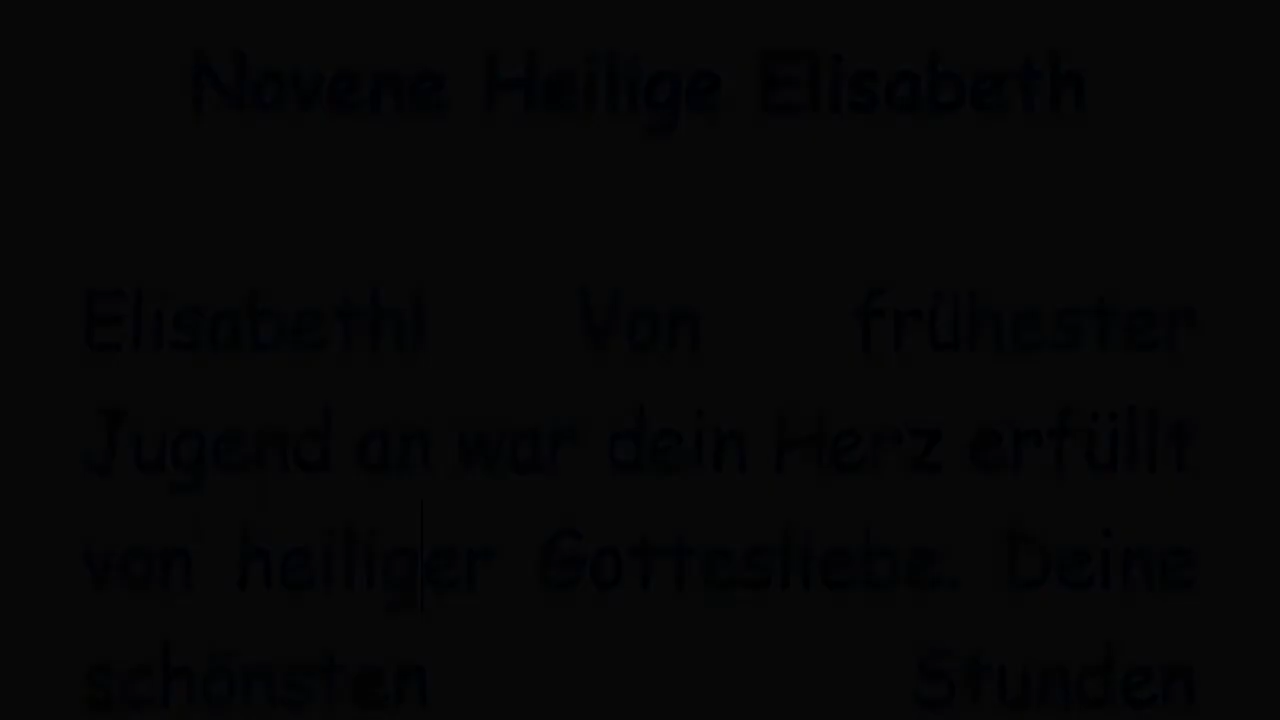 Novene Heilige Elisabeth
Elisabeth! Von frühester
Jugend an war dein Herz erfüllt
von heiliger Gottesliebe. Deine
schönsten Stunden